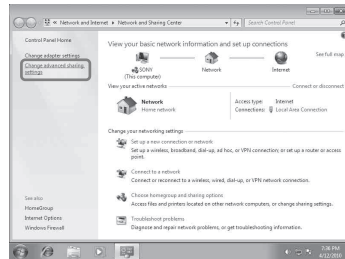 « Network and Internet ▸ Network and Sharing Center
Search Control Panel
Control Panel Home
Change adapter settings
Change advanced sharing
settings
View your basic network information and set up connections
See full map
SONY
(This computer)
Network
Internet
View your active networks
Connect or disconnect
Network
Home network
Access type: Internet
Connections: Local Area Connection
Change your networking settings
Set up a new connection or network
Set up a wireless, broadband, dial-up, ad hoc, or VPN connection; or set up a router or access
point.
Connect to a network
Connect or reconnect to a wireless, wired, dial-up, or VPN network connection.
Choose homegroup and sharing options
Access files and printers located on other network computers, or change sharing settings.
Troubleshoot problems
Diagnose and repair network problems, or get troubleshooting information.
See also
HomeGroup
Internet Options
Windows Firewall
7:36 PM
4/12/2010